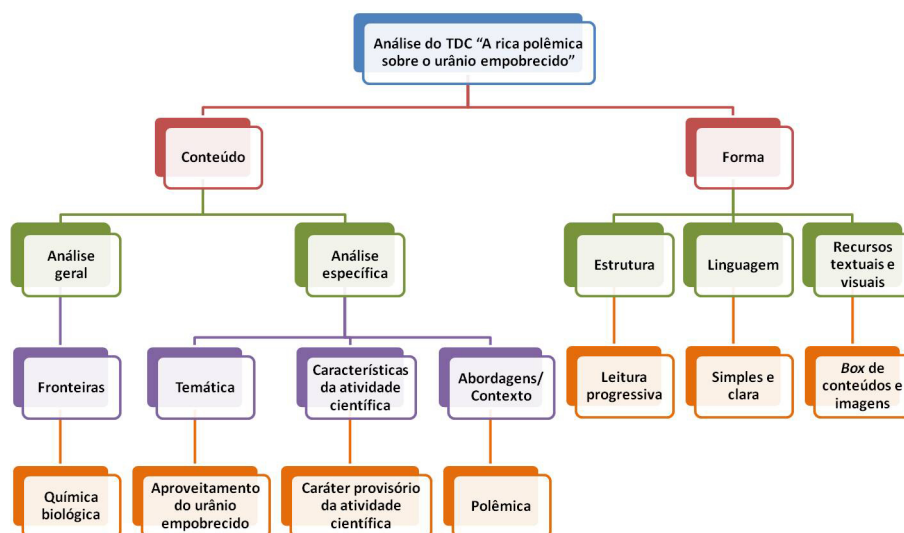 Análise do TDC “A rica polêmica
sobre o urânio empobrecido”
Conteúdo
Forma
Análise
geral
Análise
específica
Estrutura
Linguagem
Recursos
textuais e
visuais
Fronteiras
Temática
Características
da atividade
científica
Abordagens/
Contexto
Leitura
progressiva
Simples e
clara
Box de
conteúdos e
imagens
Química
biológica
Aproveitamento
do urânio
empobrecido
Caráter provisório
da atividade
científica
Polêmica